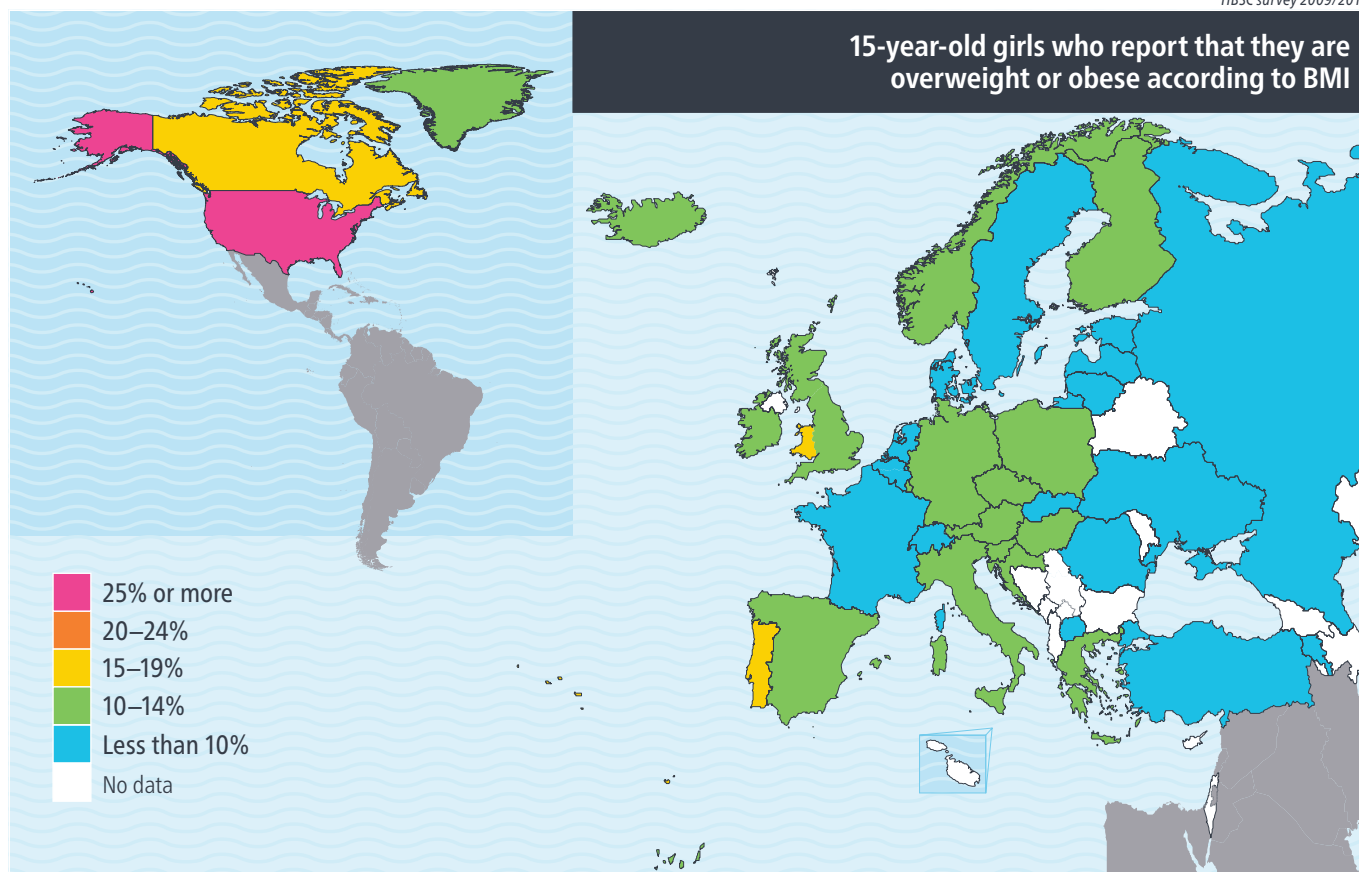 15-year-old girls who report that they are
overweight or obese according to BMI
25% or more
20–24%
15–19%
10–14%
Less than 10%
No data